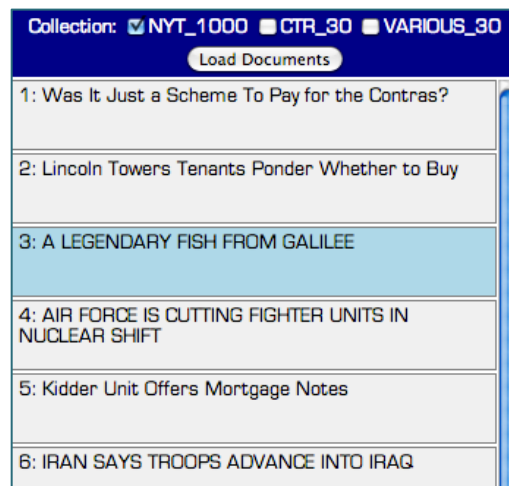 Collection: NYT_1000 CTR_30 VARIOUS_30
Load Documents
1: Was It Just a Scheme To Pay for the Contras?
2: Lincoln Towers Tenants Ponder Whether to Buy
3: A LEGENDARY FISH FROM GALILEE
4: AIR FORCE IS CUTTING FIGHTER UNITS IN
NUCLEAR SHIFT
5: Kidder Unit Offers Mortgage Notes
6: IRAN SAYS TROOPS ADVANCE INTO IRAQ